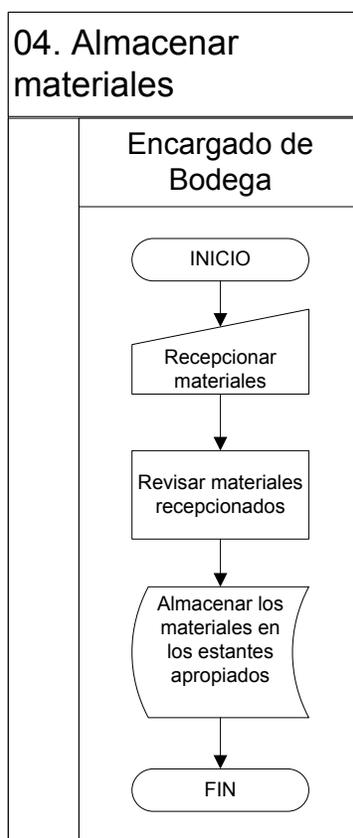 04. Almacenar
materiales
Encargado de
Bodega
INICIO
Recepcionar
materiales
Revisar materiales
recepcionados
Almacenar los
materiales en
los estantes
apropiados
FIN